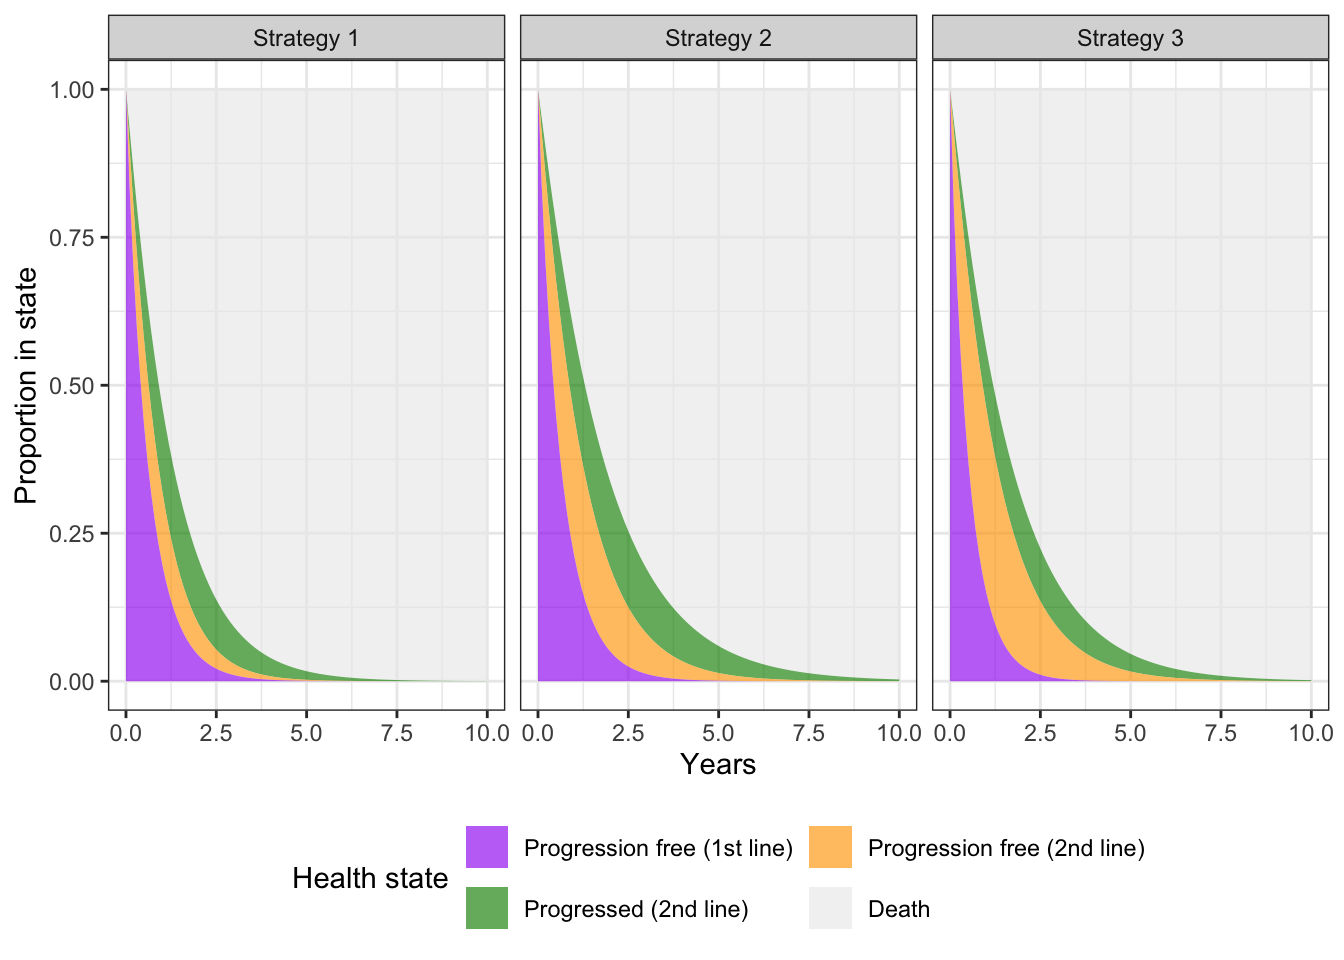 Strategy 1 Strategy 2 Strategy 3
Proportion in state
1.00
0.75
0.50
0.25
0.00
0.0 2.5 5.0 7.5 10.0 0.0 2.5 5.0 7.5 10.0 0.0 2.5 5.0 7.5 10.0
Years
Health state
Progression free (1st line) Progression free (2nd line)
Progressed (2nd line) Death